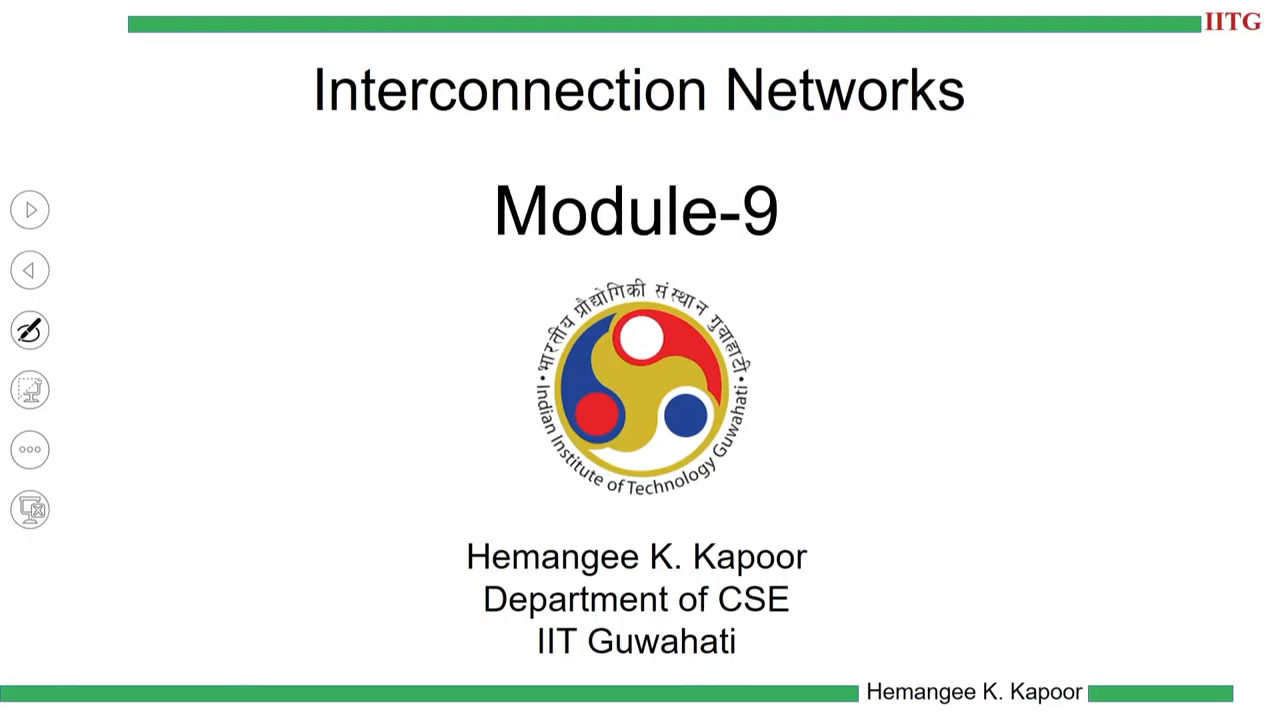 IITG
Interconnection Networks
Module-9
• भारतीय प्रौद्योगिकी संस्थान गुवाहाटी •
Indian Institute of Technology Guwahati
Hemangee K. Kapoor
Department of CSE
IIT Guwahati
Hemangee K. Kapoor